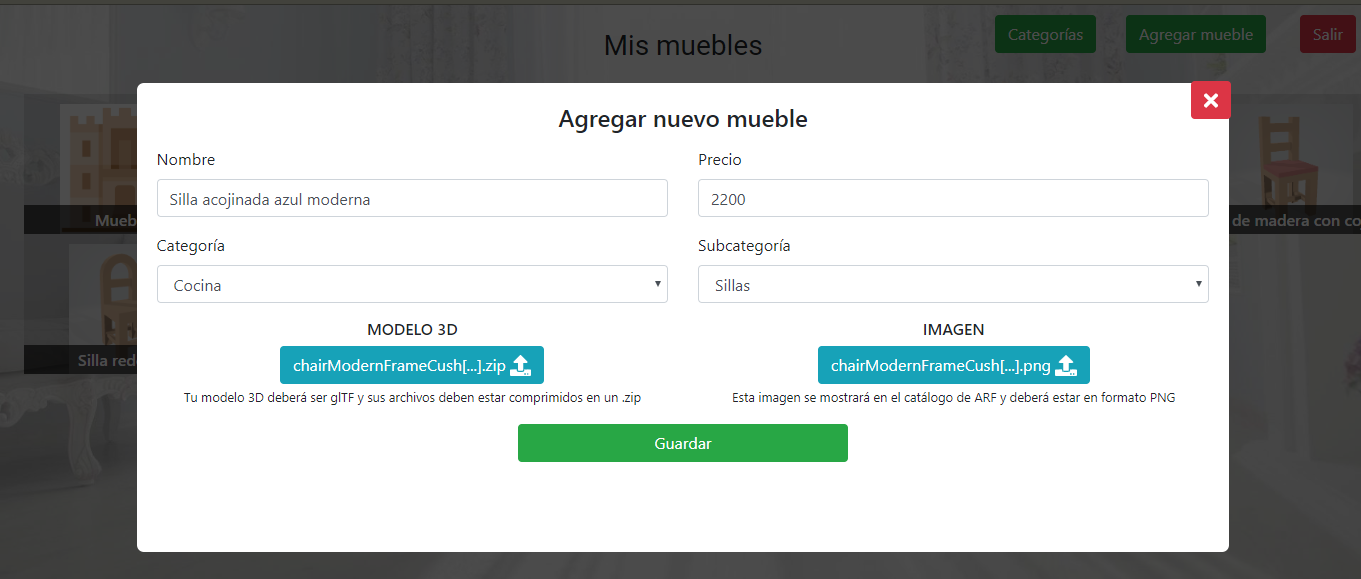 Mis muebles
Categorías
Agregar mueble
Salir
Agregar nuevo mueble
Nombre
Precio
Silla acojinada azul moderna
2200
Categoría
Subcategoría
Cocina
Sillas
MODELO 3D
IMAGEN
chairModernFrameCush[...].zip
chairModernFrameCush[...].png
Tu modelo 3D deberá ser glTF y sus archivos deben estar comprimidos en un .zip
Esta imagen se mostrará en el catálogo de ARF y deberá estar en formato PNG
Guardar
Mueb
de madera con co
Silla red